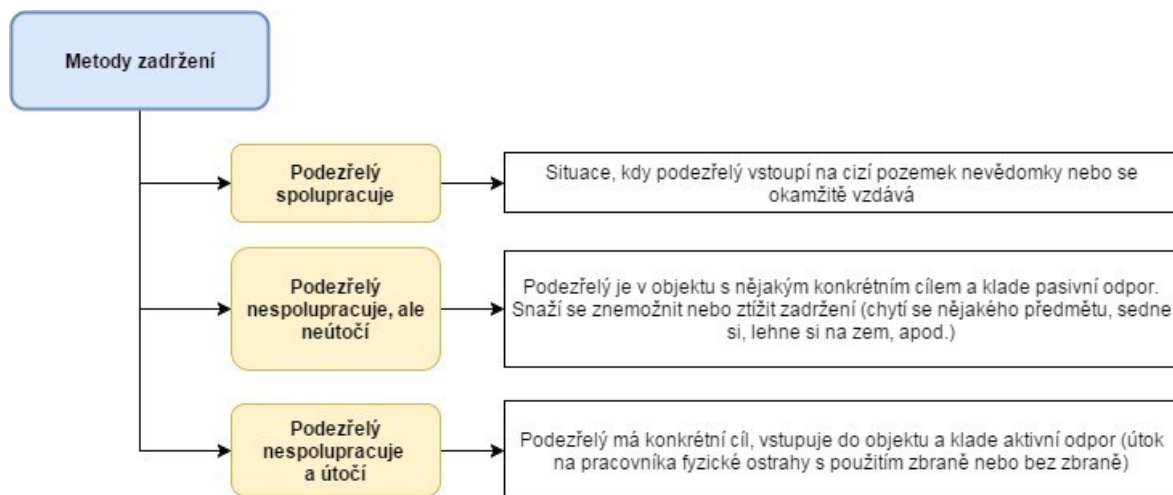 Metody zadržení
Podezřelý
spolupracuje
Situace, kdy podezřelý vstoupí na cizí pozemek nevědomky nebo se
okamžitě vzdává
Podezřelý
nespolupracuje, ale
neútočí
Podezřelý je v objektu s nějakým konkrétním cílem a klade pasivní odpor.
Snaží se znemožnit nebo ztížit zadržení (chytí se nějakého předmětu, sedne
si, lehne si na zem, apod.)
Podezřelý
nespolupracuje
a útočí
Podezřelý má konkrétní cíl, vstupuje do objektu a klade aktivní odpor (útok
na pracovníka fyzické ostrahy s použitím zbraně nebo bez zbraně)